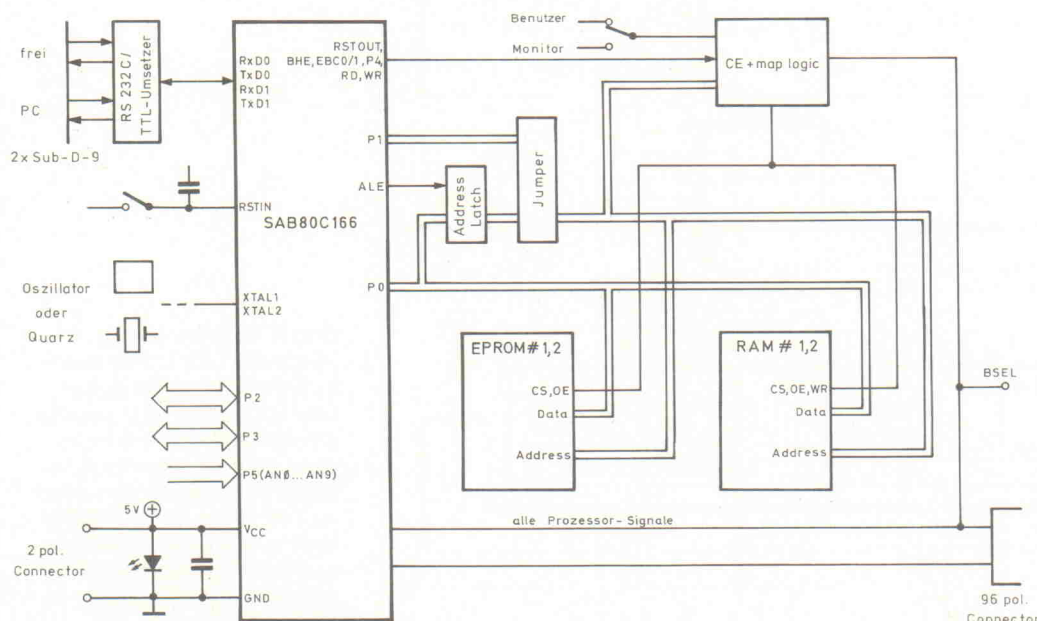 frei
PC
2x Sub-D-9
RS 232C/
TTL-Umsetzer
RxD0
TxD0
RxD1
TxD1
RSTOUT,
BHE,EBC0/1,P4,
RD,WR
Benutzer
Monitor
CE+map logic
P1
ALE
Address
Latch
Jumper
RSTIN
SAB80C166
P0
Oszillator
oder
Quarz
XTAL1
XTAL2
EPROM# 1,2
CS,OE
Data
Address
RAM # 1,2
CS,OE,WR
Data
Address
BSEL
P2
P3
P5(AN0...AN9)
5V
VCC
2 pol.
Connector
GND
alle Prozessor-Signale
96 pol.
Connector